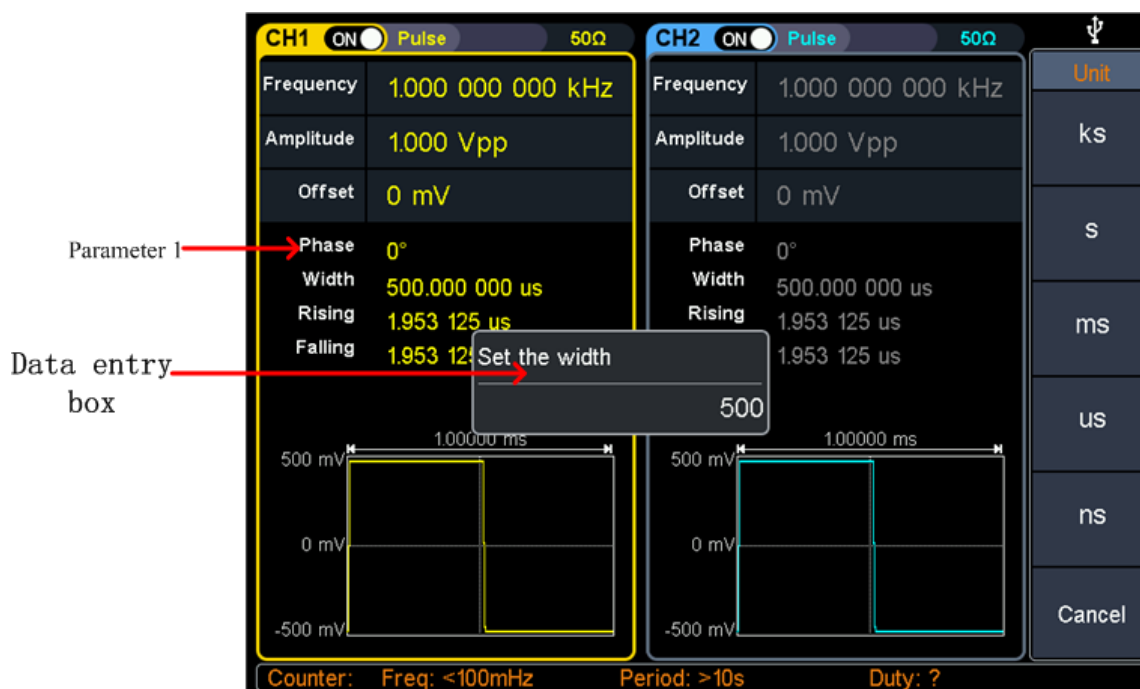 CH1 ON Pulse 50Ω
Frequency 1.000 000 000 kHz
Amplitude 1.000 Vpp
Offset 0 mV
Phase 0°
Width 500.000 000 us
Rising 1.953 125 us
Falling 1.953 12
1.00000 ms
500 mV
0 mV
-500 mV
CH2 ON Pulse 50Ω
Frequency 1.000 000 000 kHz
Amplitude 1.000 Vpp
Offset 0 mV
Phase 0°
Width 500.000 000 us
Rising 1.953 125 us
1.953 125 us
1.00000 ms
500 mV
0 mV
-500 mV
Set the width
500
Parameter 1
Data entry
box
Unit
ks
s
ms
us
ns
Cancel
Counter: Freq: <100mHz Period: >10s Duty: ?